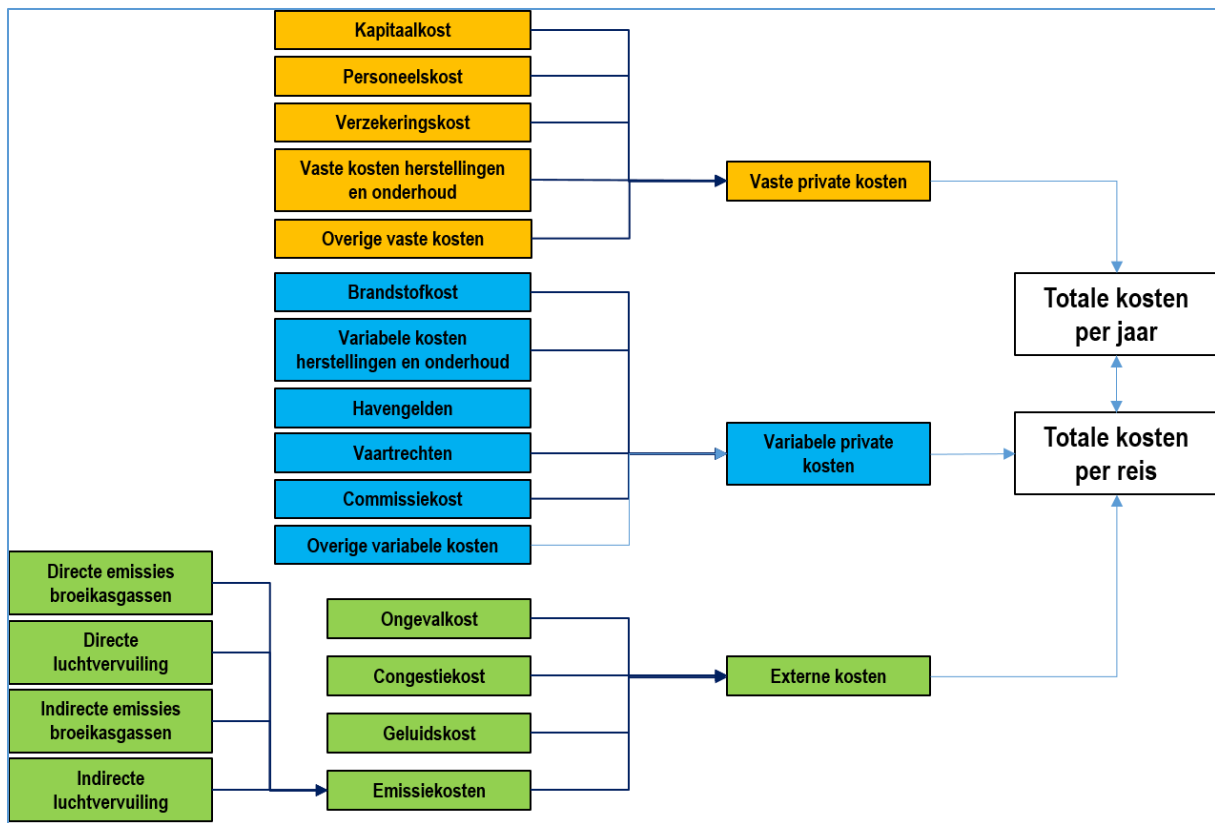 Kapitaalkost
Personeelskost
Verzekeringskost
Vaste kosten herstellingen
en onderhoud
Overige vaste kosten
Vaste private kosten
Brandstofkost
Variabele kosten
herstellingen en onderhoud
Havengelden
Vaartrechten
Commissiekost
Overige variabele kosten
Variabele private
kosten
Totale kosten
per jaar
Totale kosten
per reis
Directe emissies
broeikasgassen
Directe
luchtvervuiling
Indirecte emissies
broeikasgassen
Indirecte
luchtvervuiling
Ongevalkost
Congestiekost
Geluidskost
Emissiekosten
Externe kosten